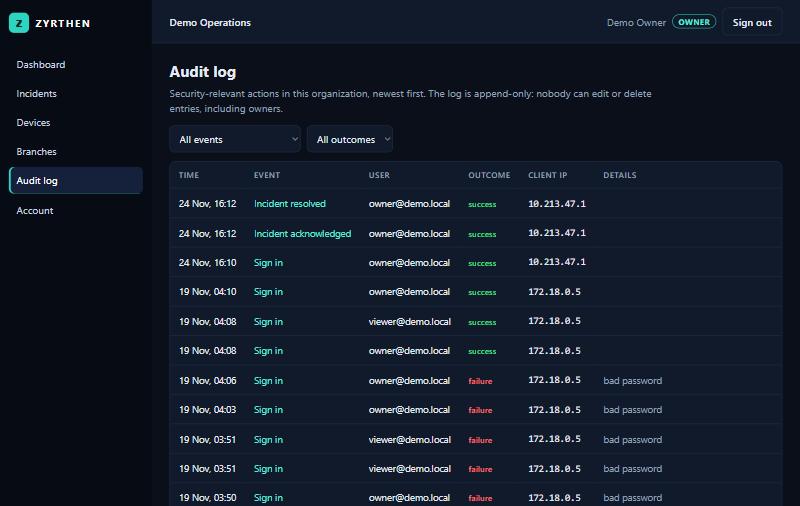 Z ZYRTHEN
Demo Operations
Demo Owner OWNER Sign out
Dashboard
Incidents
Devices
Branches
Audit log
Account
Audit log
Security-relevant actions in this organization, newest first. The log is append-only: nobody can edit or delete
entries, including owners.
All events All outcomes
TIME EVENT USER OUTCOME CLIENT IP DETAILS
24 Nov, 16:12 Incident resolved owner@demo.local success 10.213.47.1
24 Nov, 16:12 Incident acknowledged owner@demo.local success 10.213.47.1
24 Nov, 16:10 Sign in owner@demo.local success 10.213.47.1
19 Nov, 04:10 Sign in owner@demo.local success 172.18.0.5
19 Nov, 04:08 Sign in viewer@demo.local success 172.18.0.5
19 Nov, 04:08 Sign in owner@demo.local success 172.18.0.5
19 Nov, 04:06 Sign in owner@demo.local failure 172.18.0.5 bad password
19 Nov, 04:03 Sign in owner@demo.local failure 172.18.0.5 bad password
19 Nov, 03:51 Sign in viewer@demo.local failure 172.18.0.5 bad password
19 Nov, 03:51 Sign in viewer@demo.local failure 172.18.0.5 bad password
19 Nov, 03:50 Sign in owner@demo.local failure 172.18.0.5 bad password